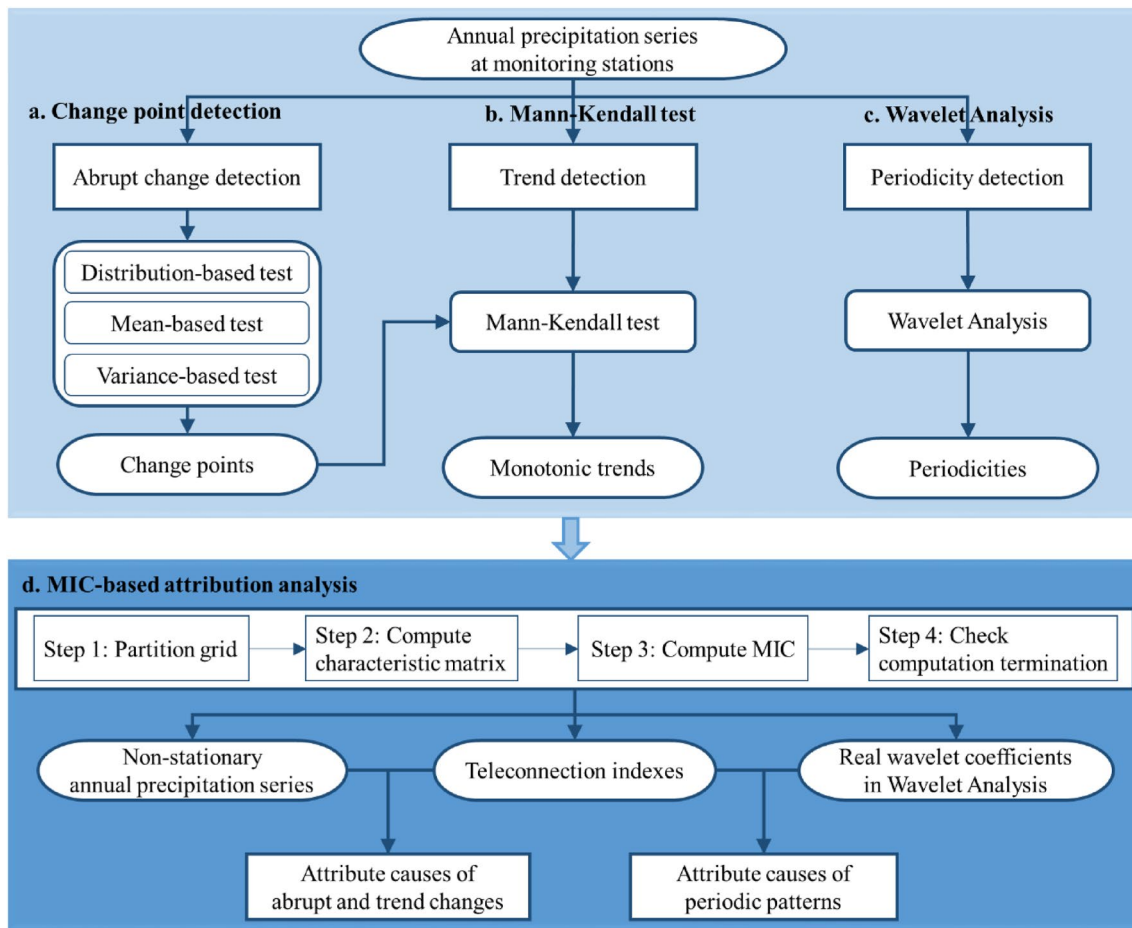 Annual precipitation series
at monitoring stations
a. Change point detection
b. Mann-Kendall test
c. Wavelet Analysis
Abrupt change detection
Trend detection
Periodicity detection
Distribution-based test
Mean-based test
Variance-based test
Mann-Kendall test
Wavelet Analysis
Change points
Monotonic trends
Periodicities
d. MIC-based attribution analysis
Step 1: Partition grid
Step 2: Compute
characteristic matrix
Step 3: Compute MIC
Step 4: Check
computation termination
Non-stationary
annual precipitation series
Teleconnection indexes
Real wavelet coefficients
in Wavelet Analysis
Attribute causes of
abrupt and trend changes
Attribute causes of
periodic patterns